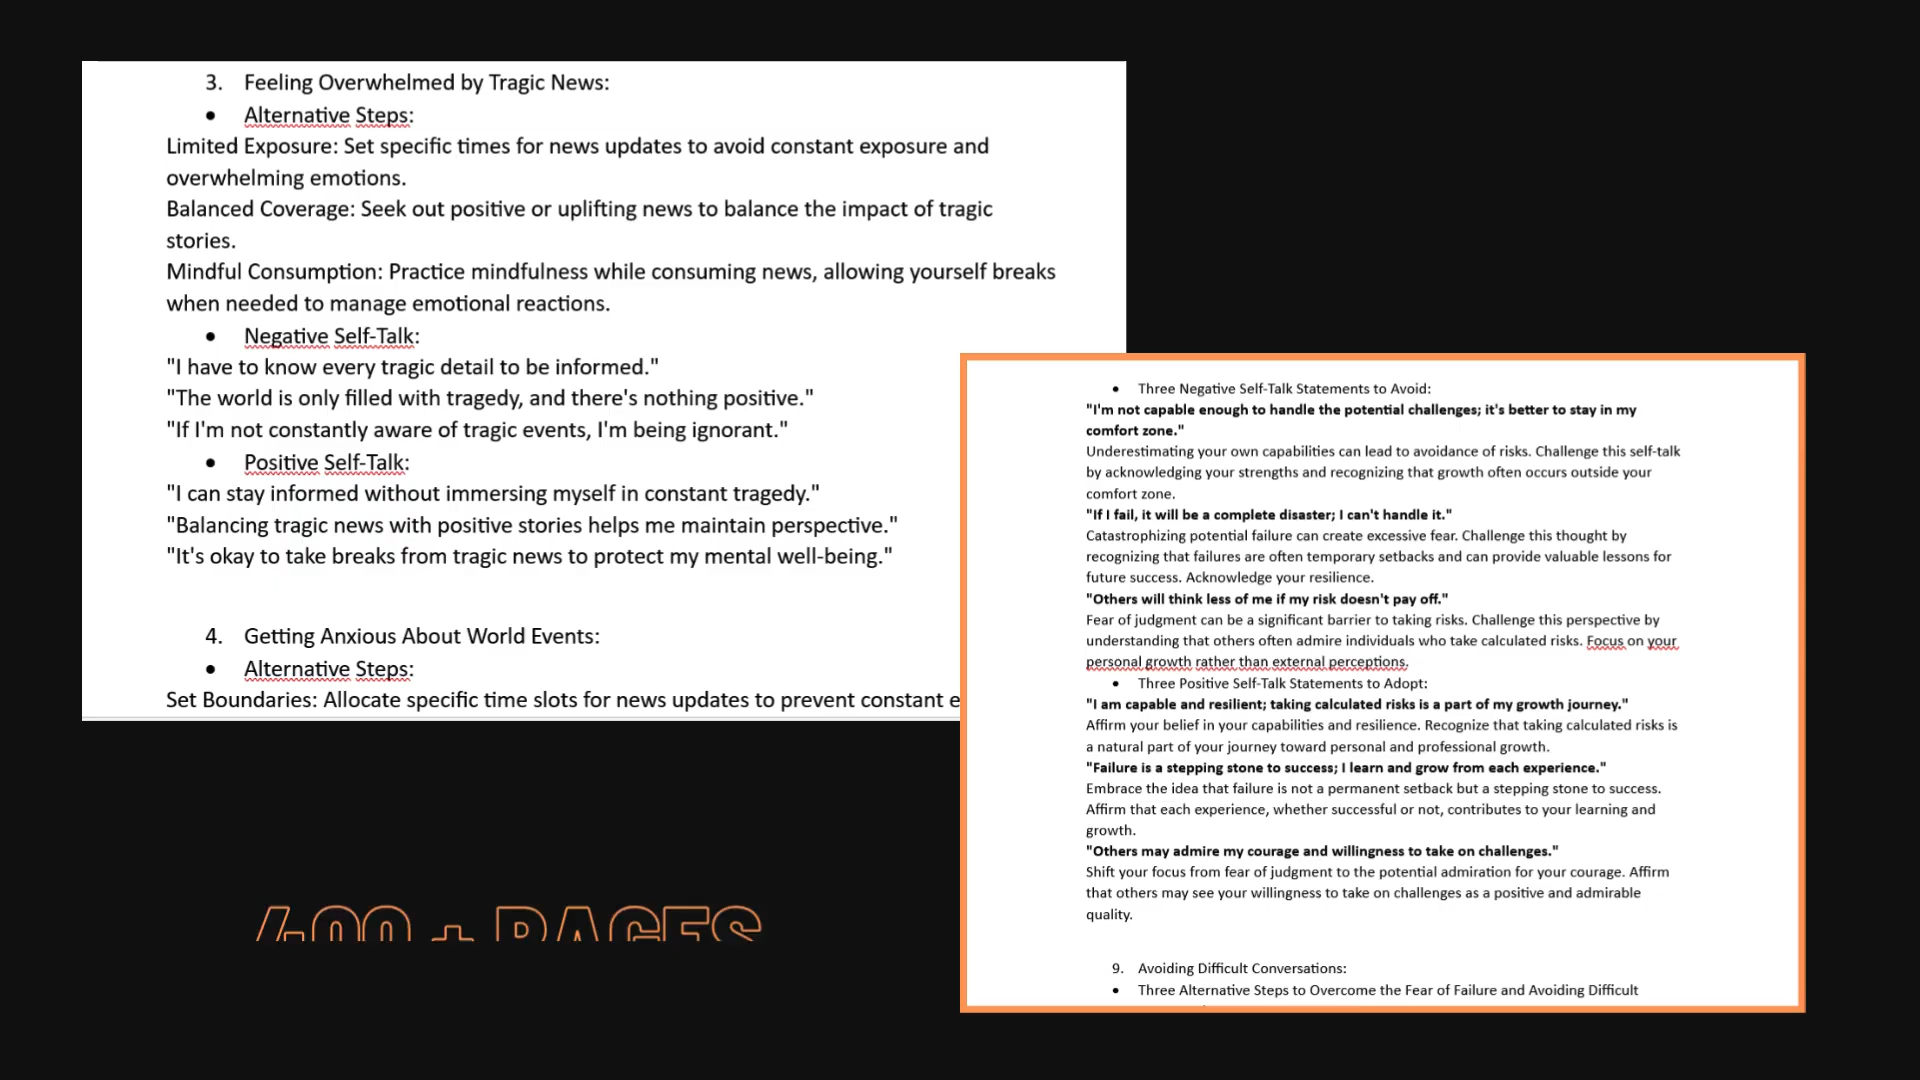 3. Feeling Overwhelmed by Tragic News:
• Alternative Steps:
Limited Exposure: Set specific times for news updates to avoid constant exposure and
overwhelming emotions.
Balanced Coverage: Seek out positive or uplifting news to balance the impact of tragic
stories.
Mindful Consumption: Practice mindfulness while consuming news, allowing yourself breaks
when needed to manage emotional reactions.
• Negative Self-Talk:
"I have to know every tragic detail to be informed."
"The world is only filled with tragedy, and there's nothing positive."
"If I'm not constantly aware of tragic events, I'm being ignorant."
• Positive Self-Talk:
"I can stay informed without immersing myself in constant tragedy."
"Balancing tragic news with positive stories helps me maintain perspective."
"It's okay to take breaks from tragic news to protect my mental well-being."
4. Getting Anxious About World Events:
• Alternative Steps:
Set Boundaries: Allocate specific time slots for news updates to prevent constant
• Three Negative Self-Talk Statements to Avoid:
"I'm not capable enough to handle the potential challenges; it's better to stay in my
comfort zone."
Underestimating your own capabilities can lead to avoidance of risks. Challenge this self-talk
by acknowledging your strengths and recognizing that growth often occurs outside your
comfort zone.
"If I fail, it will be a complete disaster; I can't handle it."
Catastrophizing potential failure can create excessive fear. Challenge this thought by
recognizing that failures are often temporary setbacks and can provide valuable lessons for
future success. Acknowledge your resilience.
"Others will think less of me if my risk doesn't pay off."
Fear of judgment can be a significant barrier to taking risks. Challenge this perspective by
understanding that others often admire individuals who take calculated risks. Focus on your
personal growth rather than external perceptions.
• Three Positive Self-Talk Statements to Adopt:
"I am capable and resilient; taking calculated risks is a part of my growth journey."
Affirm your belief in your capabilities and resilience. Recognize that taking calculated risks is
a natural part of your journey toward personal and professional growth.
"Failure is a stepping stone to success; I learn and grow from each experience."
Embrace the idea that failure is not a permanent setback but a stepping stone to success.
Affirm that each experience, whether successful or not, contributes to your learning and
growth.
"Others may admire my courage and willingness to take on challenges."
Shift your focus from fear of judgment to the potential admiration for your courage. Affirm
that others may see your willingness to take on challenges as a positive and admirable
quality.
9. Avoiding Difficult Conversations:
• Three Alternative Steps to Overcome the Fear of Failure and Avoiding Difficult
400 + PAGES